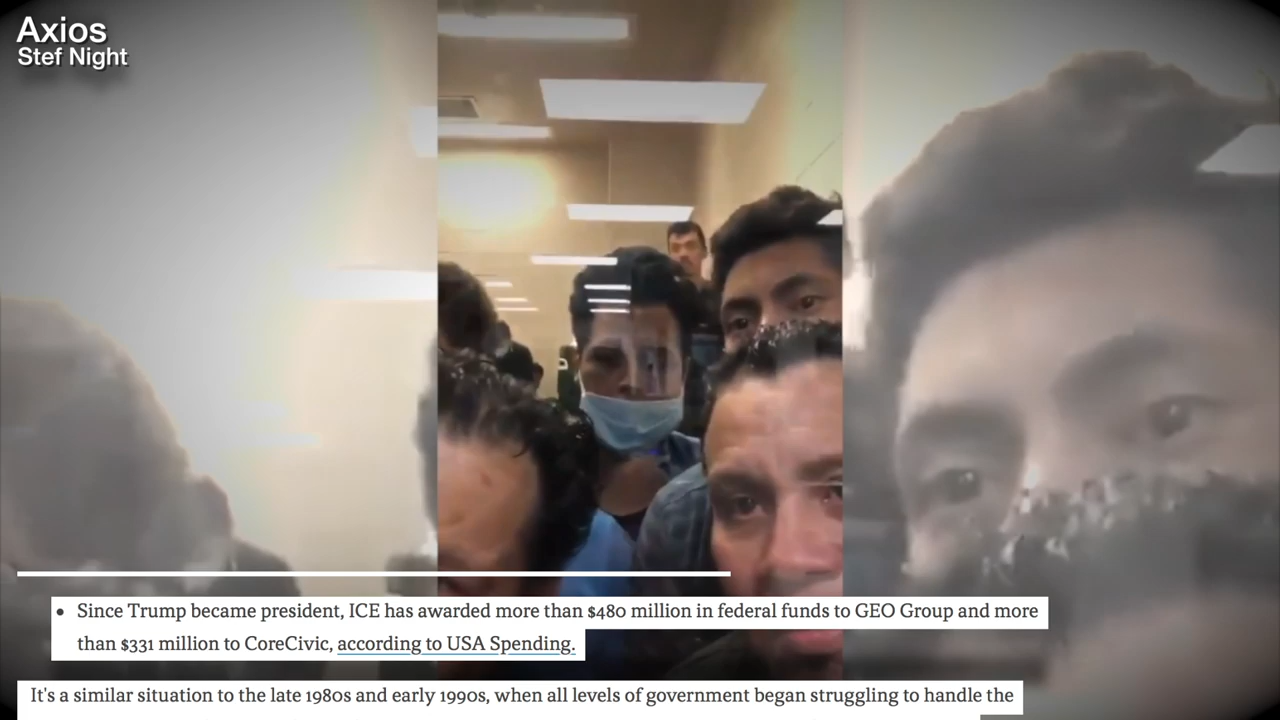 Axios
Stef Night
Since Trump became president, ICE has awarded more than $480 million in federal funds to GEO Group and more
than $331 million to CoreCivic, according to USA Spending.
It's a similar situation to the late 1980s and early 1990s, when all levels of government began struggling to handle the